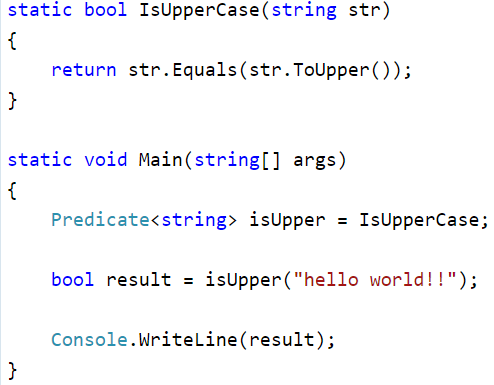 static bool IsUpperCase(string str)
{
    return str.Equals(str.ToUpper());
}

static void Main(string[] args)
{
    Predicate<string> isUpper = IsUpperCase;

    bool result = isUpper("hello world!!");

    Console.WriteLine(result);
}